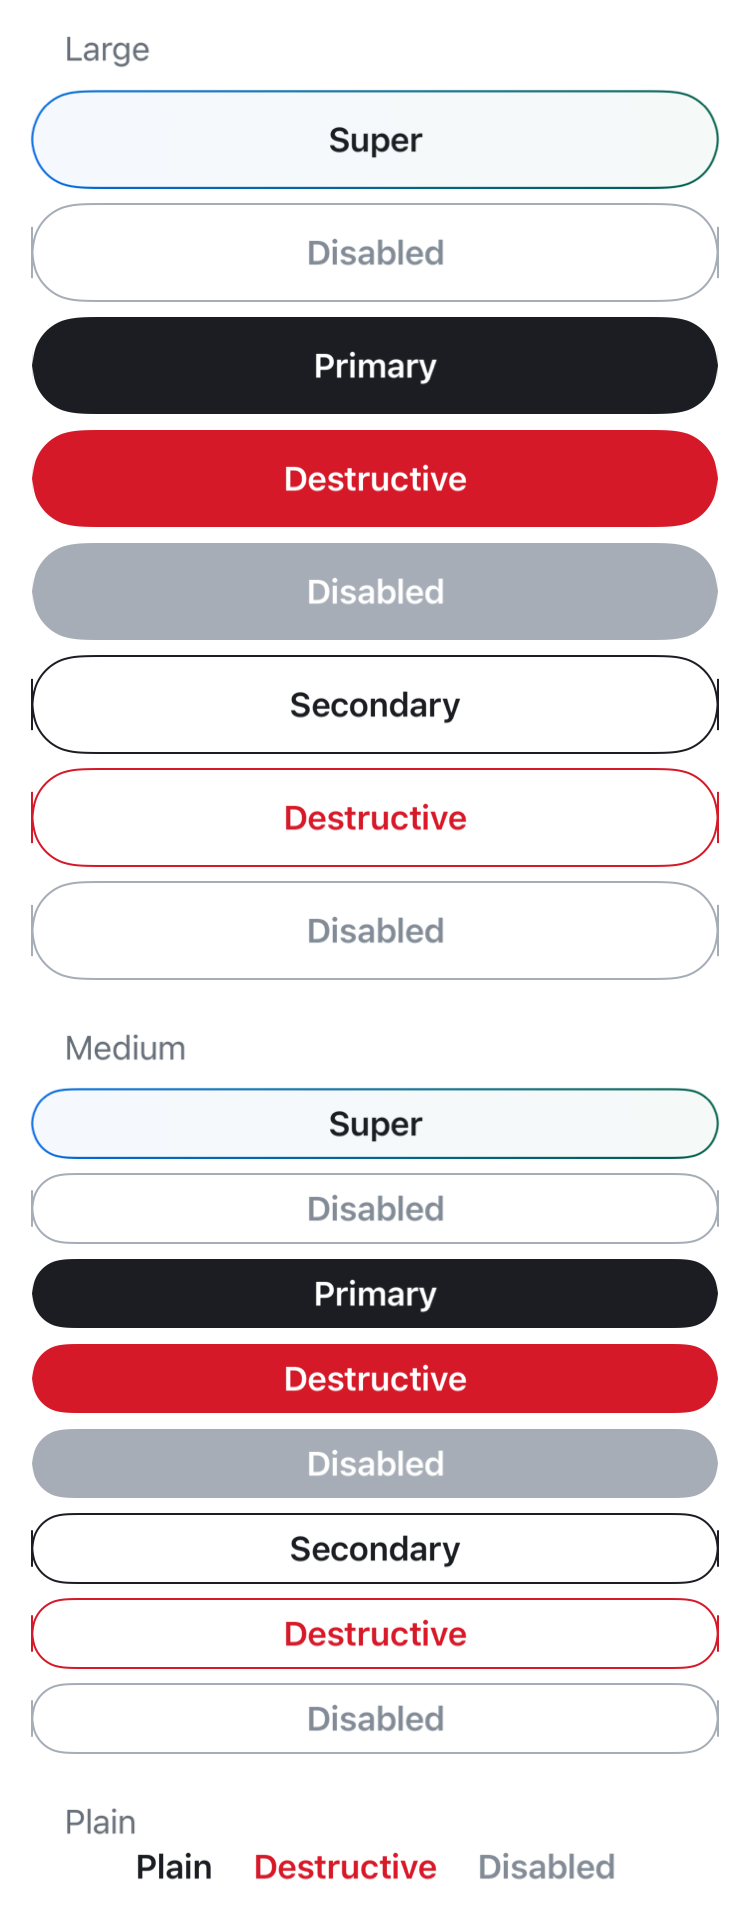 Large
Super
Disabled
Primary
Destructive
Disabled
Secondary
Destructive
Disabled
Medium
Super
Disabled
Primary
Destructive
Disabled
Secondary
Destructive
Disabled
Plain
Plain Destructive Disabled